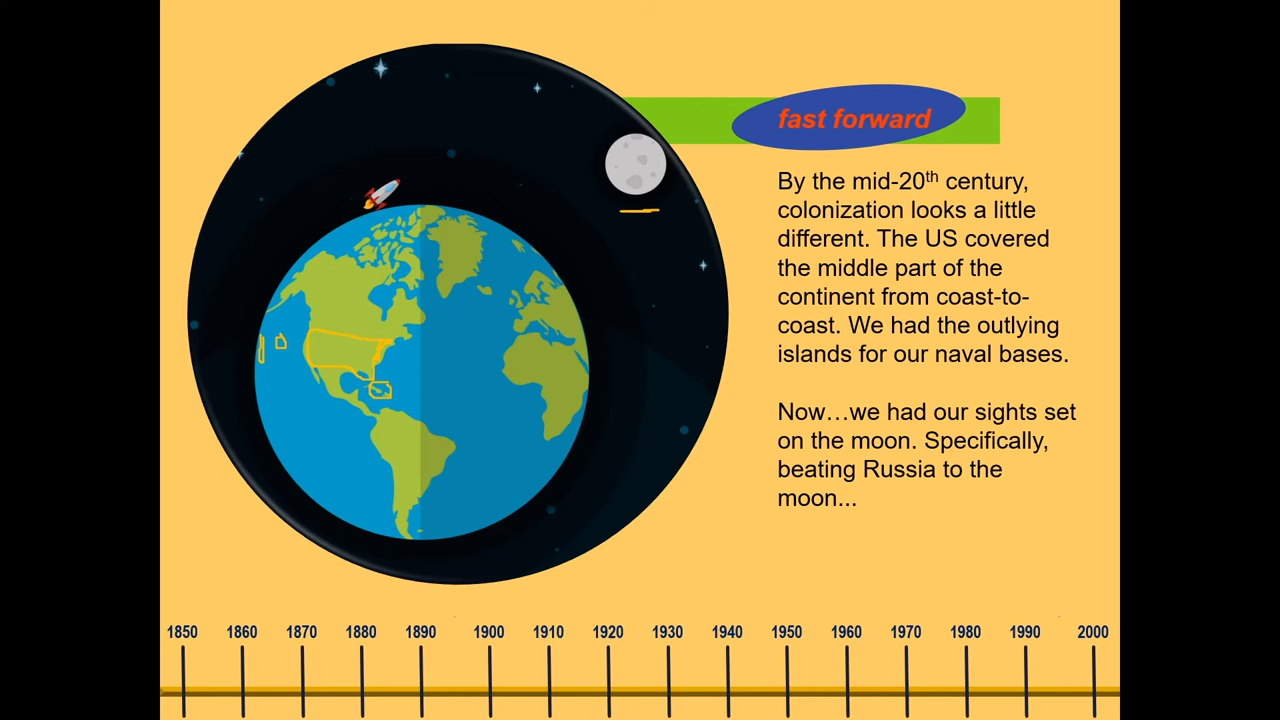 fast forward
By the mid-20th century,
colonization looks a little
different. The US covered
the middle part of the
continent from coast-to-
coast. We had the outlying
islands for our naval bases.
Now…we had our sights set
on the moon. Specifically,
beating Russia to the
moon...
1850 1860 1870 1880 1890 1900 1910 1920 1930 1940 1950 1960 1970 1980 1990 2000